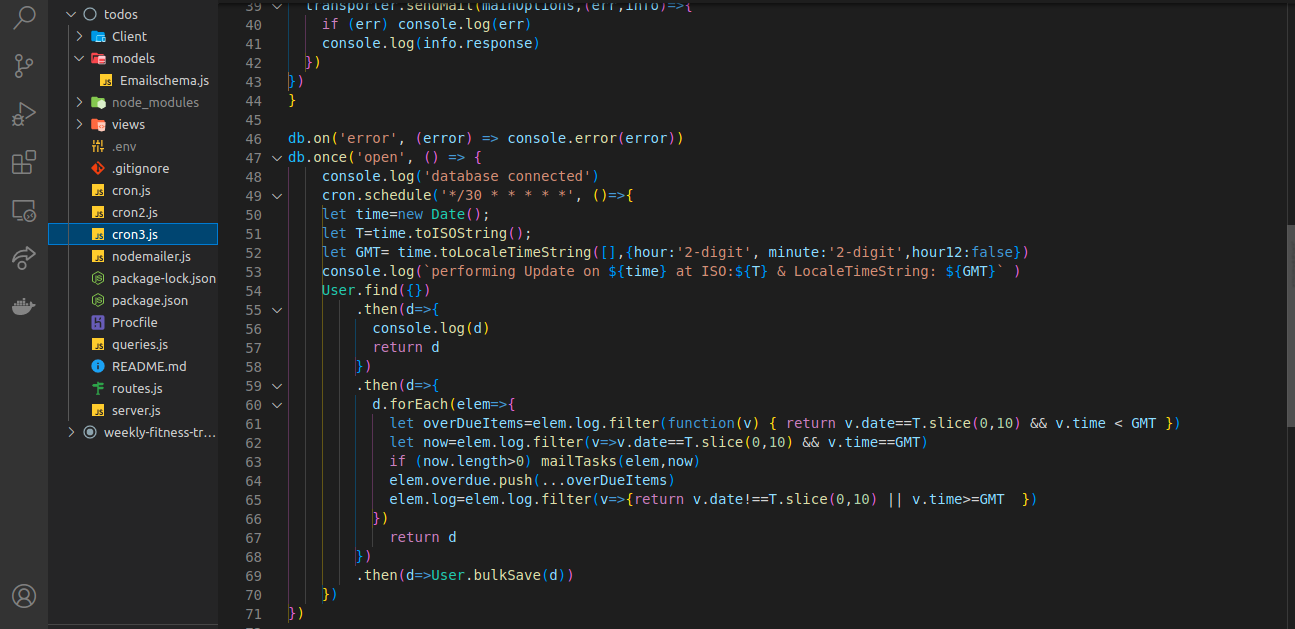 todos
Client
models
Emailschema.js
node_modules
views
.env
.gitignore
cron.js
cron2.js
cron3.js
nodemailer.js
package-lock.json
package.json
Procfile
queries.js
README.md
routes.js
server.js
weekly-fitness-tr...
39 transporter.sendMail(mailOptions,(err,info)=>{
40 if (err) console.log(err)
41 console.log(info.response)
42 })
43 })
44 }
45
46 db.on('error', (error) => console.error(error))
47 db.once('open', () => {
48 console.log('database connected')
49 cron.schedule('*/30 * * * * *', ()=>{
50 let time=new Date();
51 let T=time.toISOString();
52 let GMT= time.toLocaleTimeString([],{hour:'2-digit', minute:'2-digit',hour12:false})
53 console.log(`performing Update on ${time} at ISO:${T} & LocaleTimeString: ${GMT}` )
54 User.find({})
55 .then(d=>{
56 console.log(d)
57 return d
58 })
59 .then(d=>{
60 d.forEach(elem=>{
61 let overDueItems=elem.log.filter(function(v) { return v.date==T.slice(0,10) && v.time < GMT })
62 let now=elem.log.filter(v=>v.date==T.slice(0,10) && v.time==GMT)
63 if (now.length>0) mailTasks(elem,now)
64 elem.overdue.push(...overDueItems)
65 elem.log=elem.log.filter(v=>{return v.date!==T.slice(0,10) || v.time>=GMT  })
66 })
67 return d
68 })
69 .then(d=>User.bulkSave(d))
70 })
71 })